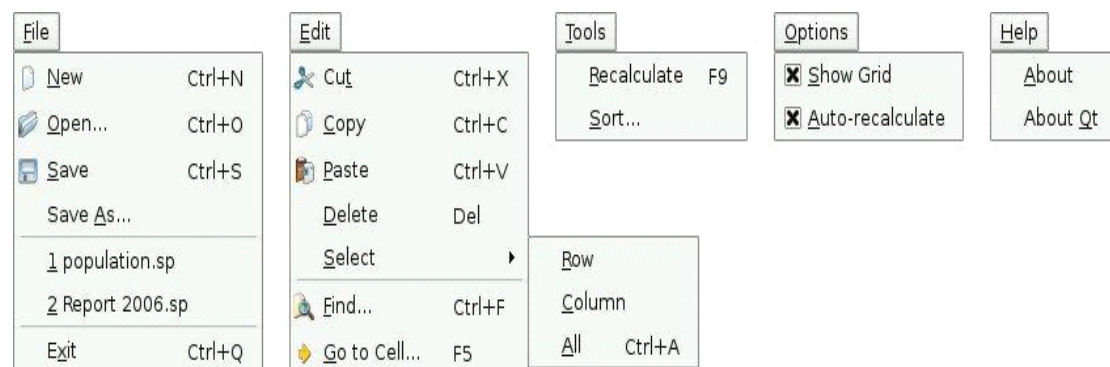 File
New Ctrl+N
Open... Ctrl+O
Save Ctrl+S
Save As...
1 population.sp
2 Report 2006.sp
Exit Ctrl+Q
Edit
Cut Ctrl+X
Copy Ctrl+C
Paste Ctrl+V
Delete Del
Select
Find... Ctrl+F
Go to Cell... F5
Row
Column
All Ctrl+A
Tools
Recalculate F9
Sort...
Options
Show Grid
Auto-recalculate
Help
About
About Qt